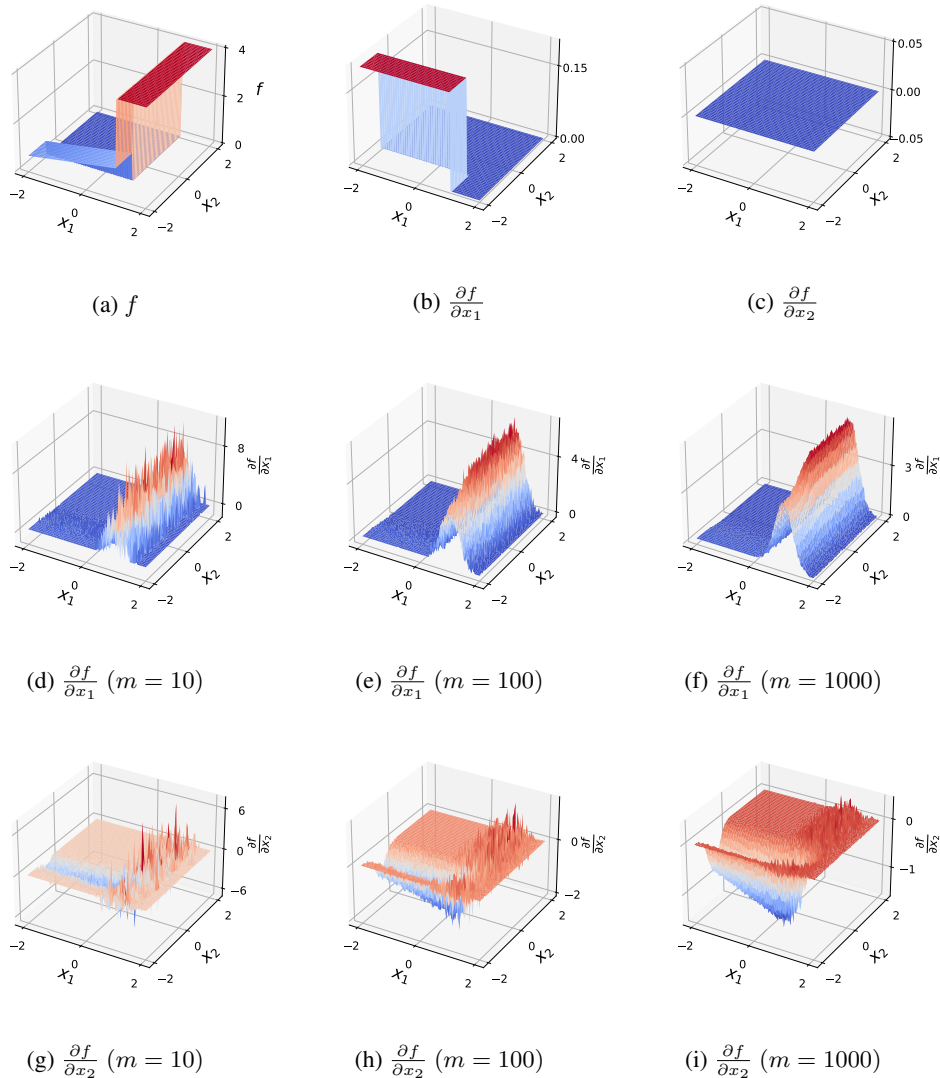 4
f
2
0
−2 0 2 −2 0 2
x₁ x₂
0.15
0.00
−2 0 2 −2 0 2
x₁ x₂
0.05
0.00
−0.05
−2 0 2 −2 0 2
x₁ x₂
(a) f
(b) ∂f/∂x₁
(c) ∂f/∂x₂
8
∂f/∂x₁
0
−2 0 2 −2 0 2
x₁ x₂
4
∂f/∂x₁
0
−2 0 2 −2 0 2
x₁ x₂
3
∂f/∂x₁
0
−2 0 2 −2 0 2
x₁ x₂
(d) ∂f/∂x₁ (m = 10)
(e) ∂f/∂x₁ (m = 100)
(f) ∂f/∂x₁ (m = 1000)
6
0
∂f/∂x₂
−6
−2 0 2 −2 0 2
x₁ x₂
0
∂f/∂x₂
−2
−2 0 2 −2 0 2
x₁ x₂
0
∂f/∂x₂
−1
−2 0 2 −2 0 2
x₁ x₂
(g) ∂f/∂x₂ (m = 10)
(h) ∂f/∂x₂ (m = 100)
(i) ∂f/∂x₂ (m = 1000)